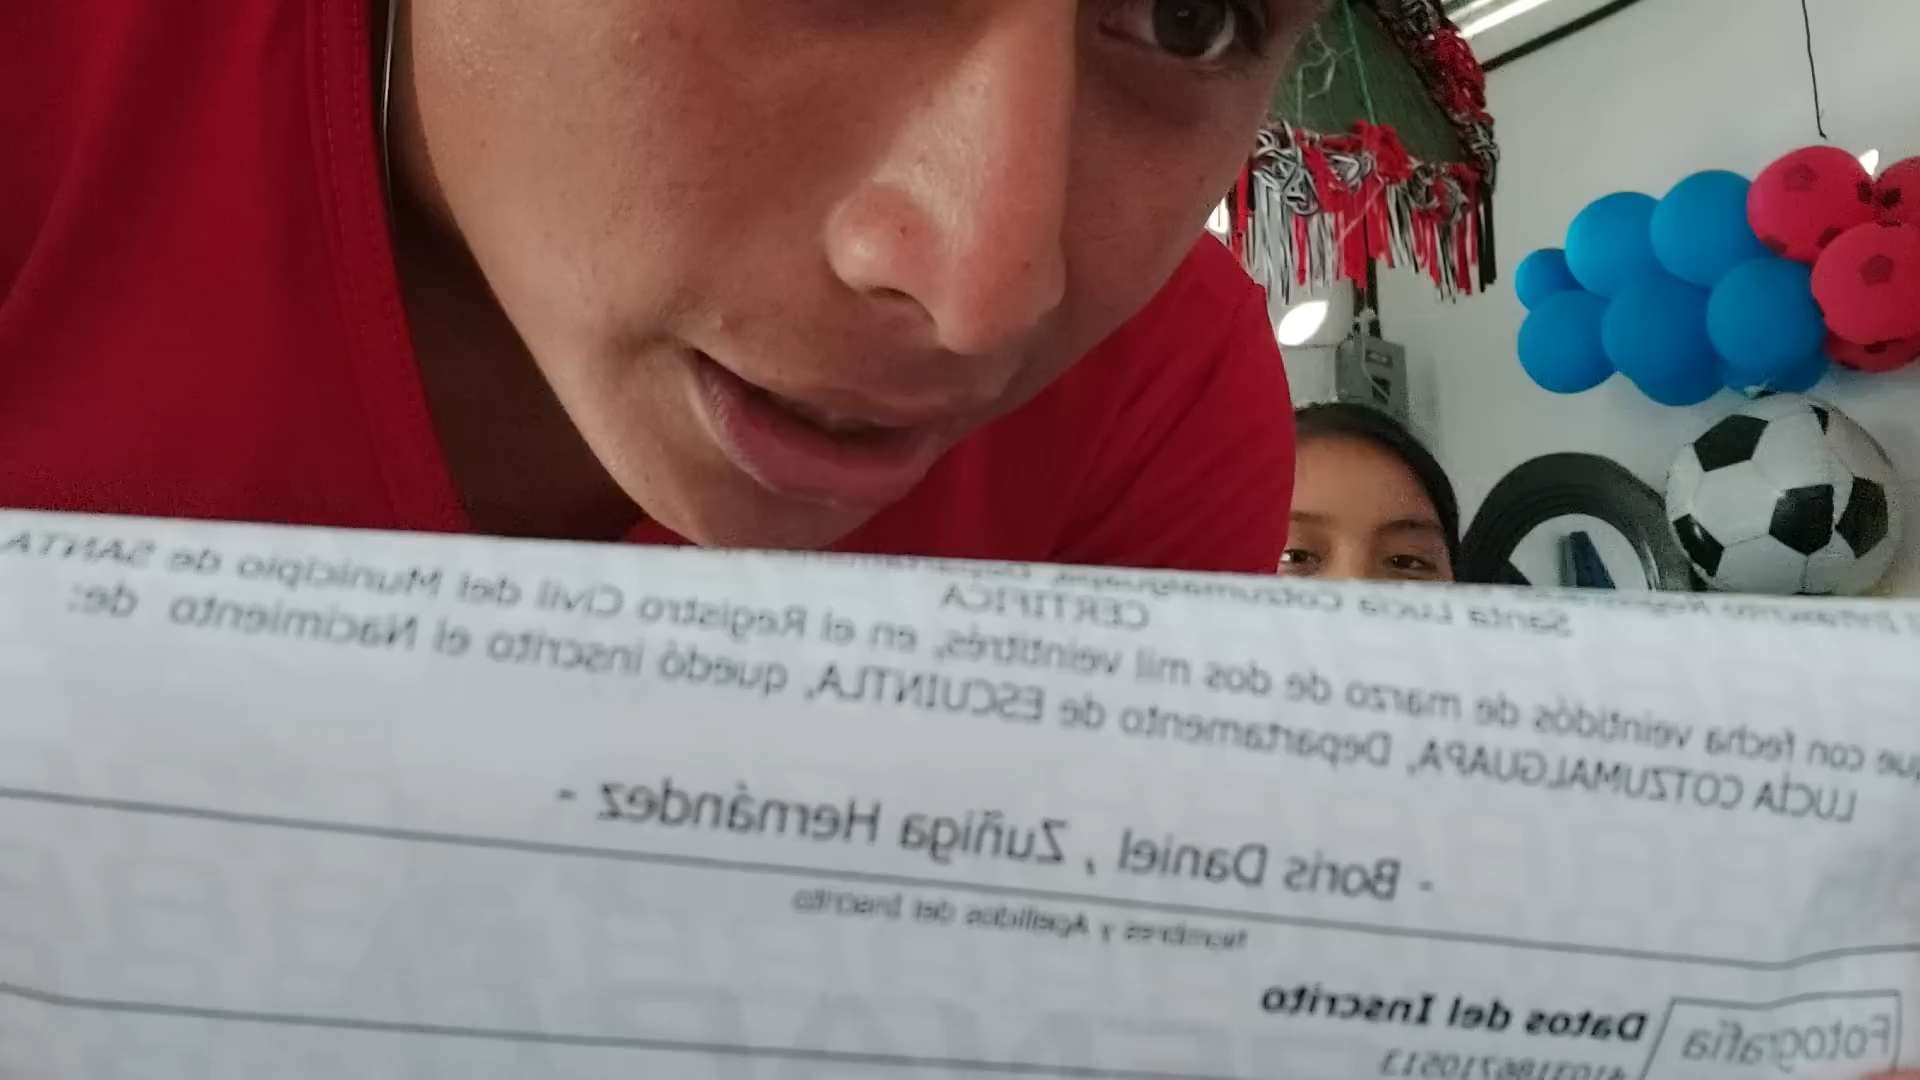 Santa Lucía Cotzumalguapa, Departamento
CERTIFICA
que con fecha veintidós de marzo de dos mil veintitrés, en el Registro Civil del Municipio de SANTA
LUCÍA COTZUMALGUAPA, Departamento de ESCUINTLA, quedó inscrito el Nacimiento de:
- Boris Daniel , Zuñiga Hernández -
Nombres y Apellidos del Inscrito
Fotografía
Datos del Inscrito